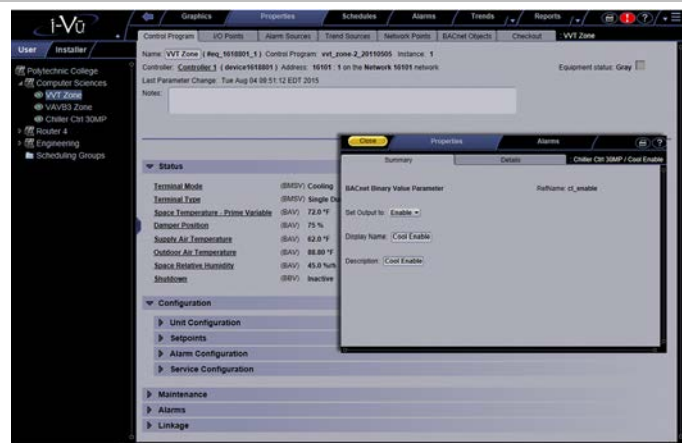 i-Vu
Graphics
Properties
Schedules
Alarms
Trends
Reports
User
Installer
Control Program
I/O Points
Alarm Sources
Trend Sources
Network Points
BACnet Objects
Checkout
: VVT Zone
Polytechnic College
Computer Sciences
VVT Zone
VAVB3 Zone
Chiller Ctrl 30MP
Router 4
Engineering
Scheduling Groups
Name: VVT Zone ( #eq_1618801_1 ) Control Program: vvt_zone-2_20110505 Instance: 1
Controller: Controller 1 ( device1618801 ) Address: 16101 : 1 on the Network 16101 network
Equipment status: Gray
Last Parameter Change: Tue Aug 04 08:51:12 EDT 2015
Notes:
Status
Terminal Mode (BMSV) Cooling
Terminal Type (BMSV) Single Du
Space Temperature - Prime Variable (BAV) 72.0 °F
Damper Position (BAV) 75 %
Supply Air Temperature (BAV) 62.0 °F
Outdoor Air Temperature (BAV) 88.80 °F
Space Relative Humidity (BAV) 45.0 %rh
Shutdown (BBV) Inactive
Configuration
Unit Configuration
Setpoints
Alarm Configuration
Service Configuration
Maintenance
Alarms
Linkage
Close
Properties
Alarms
Summary
Details
: Chiller Ctrl 30MP / Cool Enable
BACnet Binary Value Parameter
RefName: ct_enable
Set Output to: Enable
Display Name: Cool Enable
Description: Cool Enable